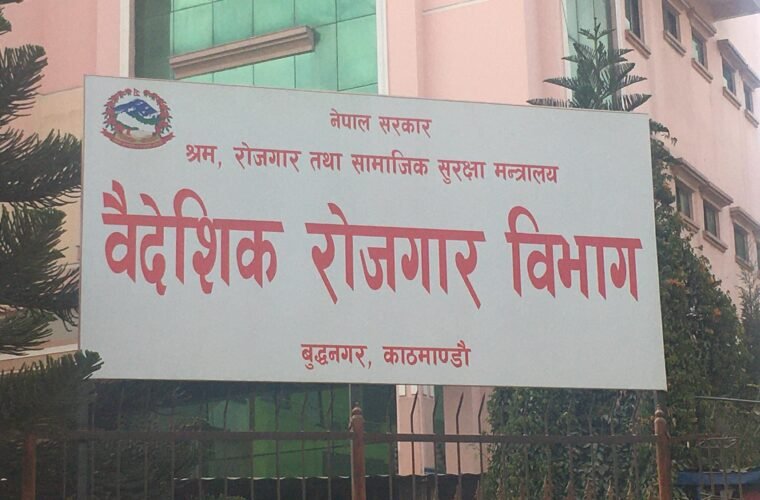 नेपाल सरकार
श्रम, रोजगार तथा सामाजिक सुरक्षा मन्त्रालय
वैदेशिक रोजगार विभाग
बुद्धनगर, काठमाण्डौ